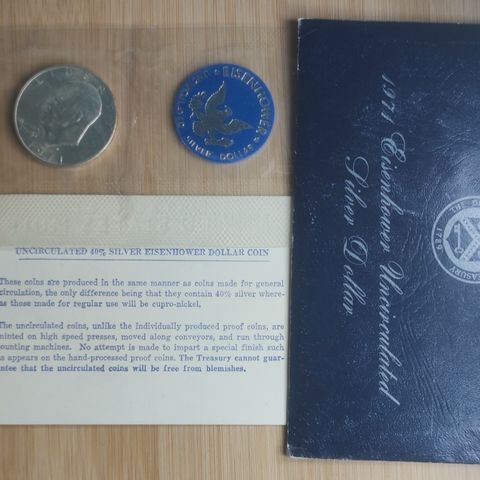 EISENHOWER
UNITED STATES DOLLAR
UNCIRCULATED 40% SILVER EISENHOWER DOLLAR COIN
These coins are produced in the same manner as coins made for general
circulation, the only difference being that they contain 40% silver where-
as those made for regular use will be cupro-nickel.
The uncirculated coins, unlike the individually produced proof coins, are
minted on high speed presses, moved along conveyors, and run through
counting machines. No attempt is made to impart a special finish such
as appears on the hand-processed proof coins. The Treasury cannot guar-
antee that the uncirculated coins will be free from blemishes.
1971 Eisenhower Uncirculated
Silver Dollar
1789